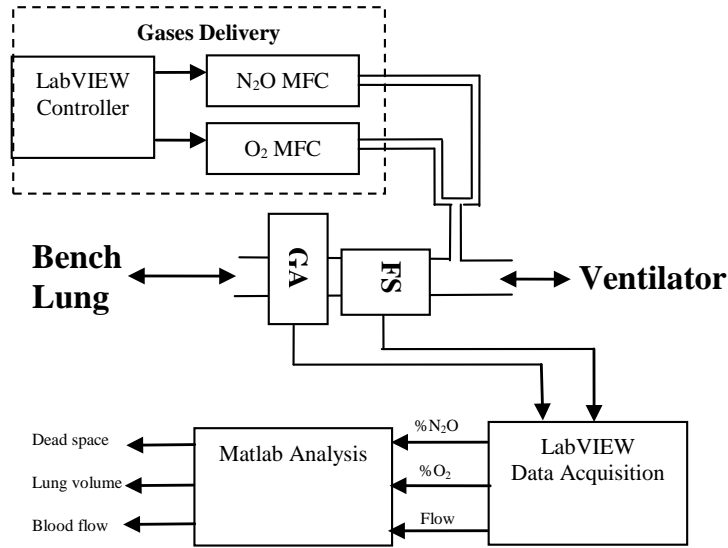 Gases Delivery
LabVIEW
Controller
N₂O MFC
O₂ MFC
Bench
Lung
GA
FS
Ventilator
Dead space
Lung volume
Blood flow
Matlab Analysis
%N₂O
%O₂
Flow
LabVIEW
Data Acquisition